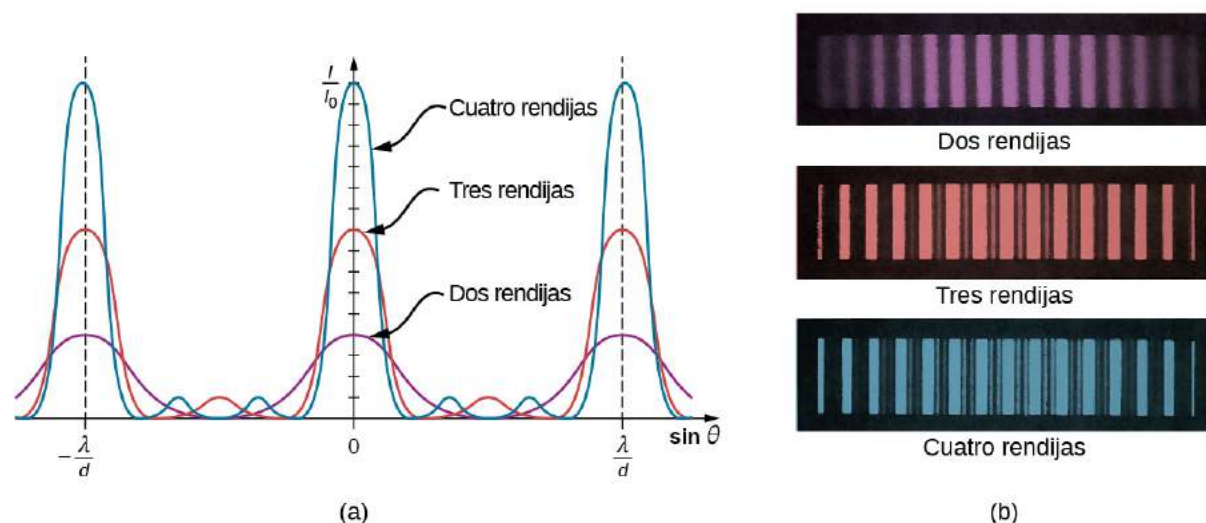 I
I₀
Cuatro rendijas
Tres rendijas
Dos rendijas
sin θ
−λ/d
0
λ/d
(a)
Dos rendijas
Tres rendijas
Cuatro rendijas
(b)